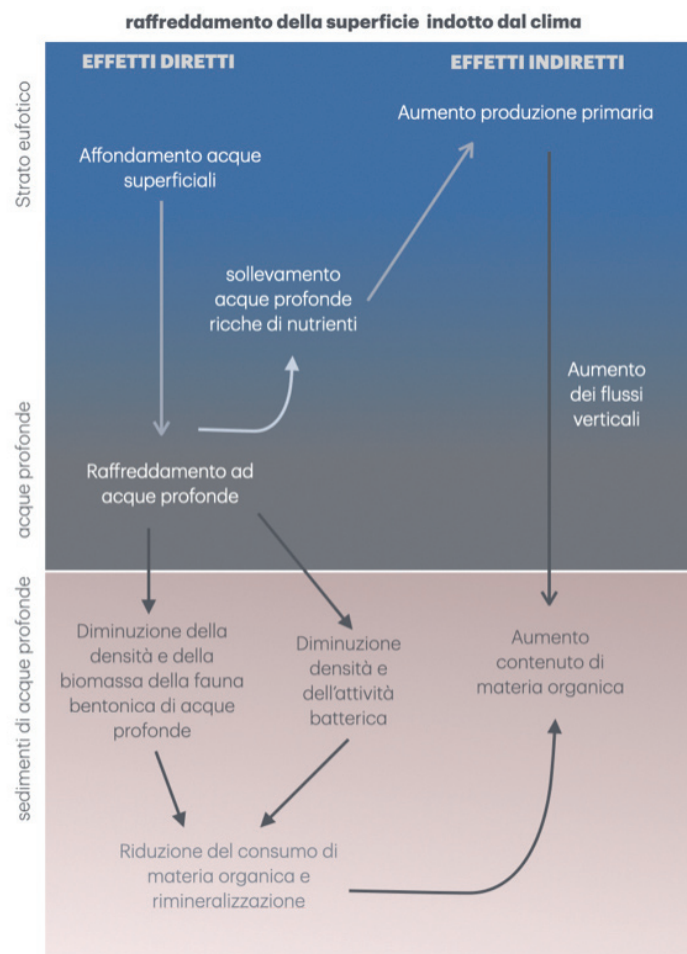 raffreddamento della superficie indotto dal clima
EFFETTI DIRETTI
EFFETTI INDIRETTI
Strato eufotico
Aumento produzione primaria
Affondamento acque
superficiali
sollevamento
acque profonde
ricche di nutrienti
Aumento
dei flussi
verticali
acque profonde
Raffreddamento ad
acque profonde
sedimenti di acque profonde
Diminuzione della
densità e della
biomassa della fauna
bentonica di acque
profonde
Diminuzione
densità e
dell'attività
batterica
Aumento
contenuto di
materia organica
Riduzione del consumo di
materia organica e
rimineralizzazione